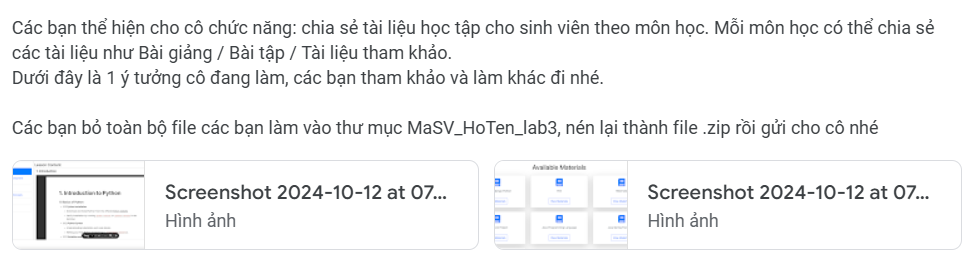 Các bạn thể hiện cho cô chức năng: chia sẻ tài liệu học tập cho sinh viên theo môn học. Mỗi môn học có thể chia sẻ
các tài liệu như Bài giảng / Bài tập / Tài liệu tham khảo.
Dưới đây là 1 ý tưởng cô đang làm, các bạn tham khảo và làm khác đi nhé.
Các bạn bỏ toàn bộ file các bạn làm vào thư mục MaSV_HoTen_lab3, nén lại thành file .zip rồi gửi cho cô nhé
1. Introduction to Python
Screenshot 2024-10-12 at 07...
Hình ảnh
Available Materials
Screenshot 2024-10-12 at 07...
Hình ảnh